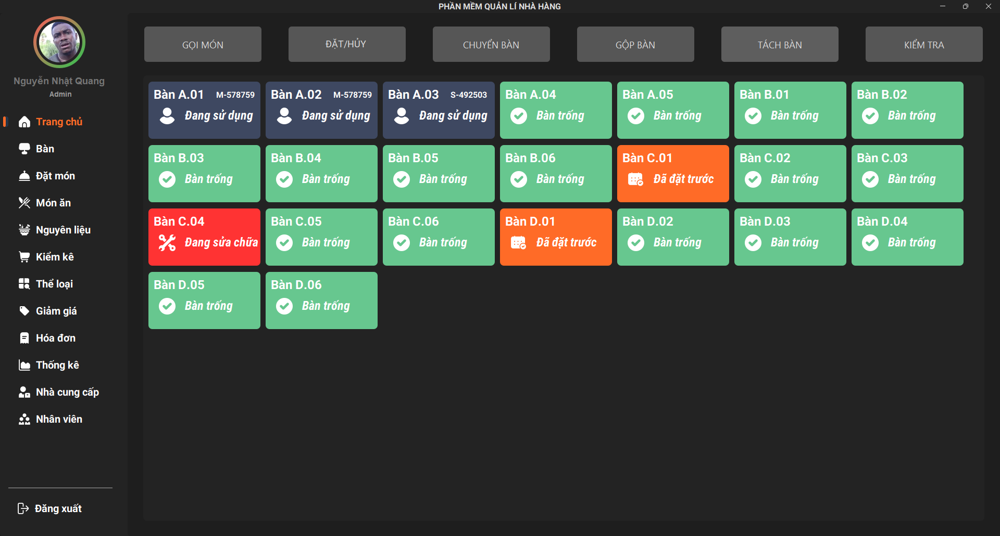 PHẦN MỀM QUẢN LÍ NHÀ HÀNG
Nguyễn Nhật Quang
Admin
Trang chủ
Bàn
Đặt món
Món ăn
Nguyên liệu
Kiểm kê
Thể loại
Giảm giá
Hóa đơn
Thống kê
Nhà cung cấp
Nhân viên
Đăng xuất
GỌI MÓN
ĐẶT/HỦY
CHUYỂN BÀN
GỘP BÀN
TÁCH BÀN
KIỂM TRA
Bàn A.01 M-578759
Đang sử dụng
Bàn A.02 M-578759
Đang sử dụng
Bàn A.03 S-492503
Đang sử dụng
Bàn A.04
Bàn trống
Bàn A.05
Bàn trống
Bàn B.01
Bàn trống
Bàn B.02
Bàn trống
Bàn B.03
Bàn trống
Bàn B.04
Bàn trống
Bàn B.05
Bàn trống
Bàn B.06
Bàn trống
Bàn C.01
Đã đặt trước
Bàn C.02
Bàn trống
Bàn C.03
Bàn trống
Bàn C.04
Đang sửa chữa
Bàn C.05
Bàn trống
Bàn C.06
Bàn trống
Bàn D.01
Đã đặt trước
Bàn D.02
Bàn trống
Bàn D.03
Bàn trống
Bàn D.04
Bàn trống
Bàn D.05
Bàn trống
Bàn D.06
Bàn trống